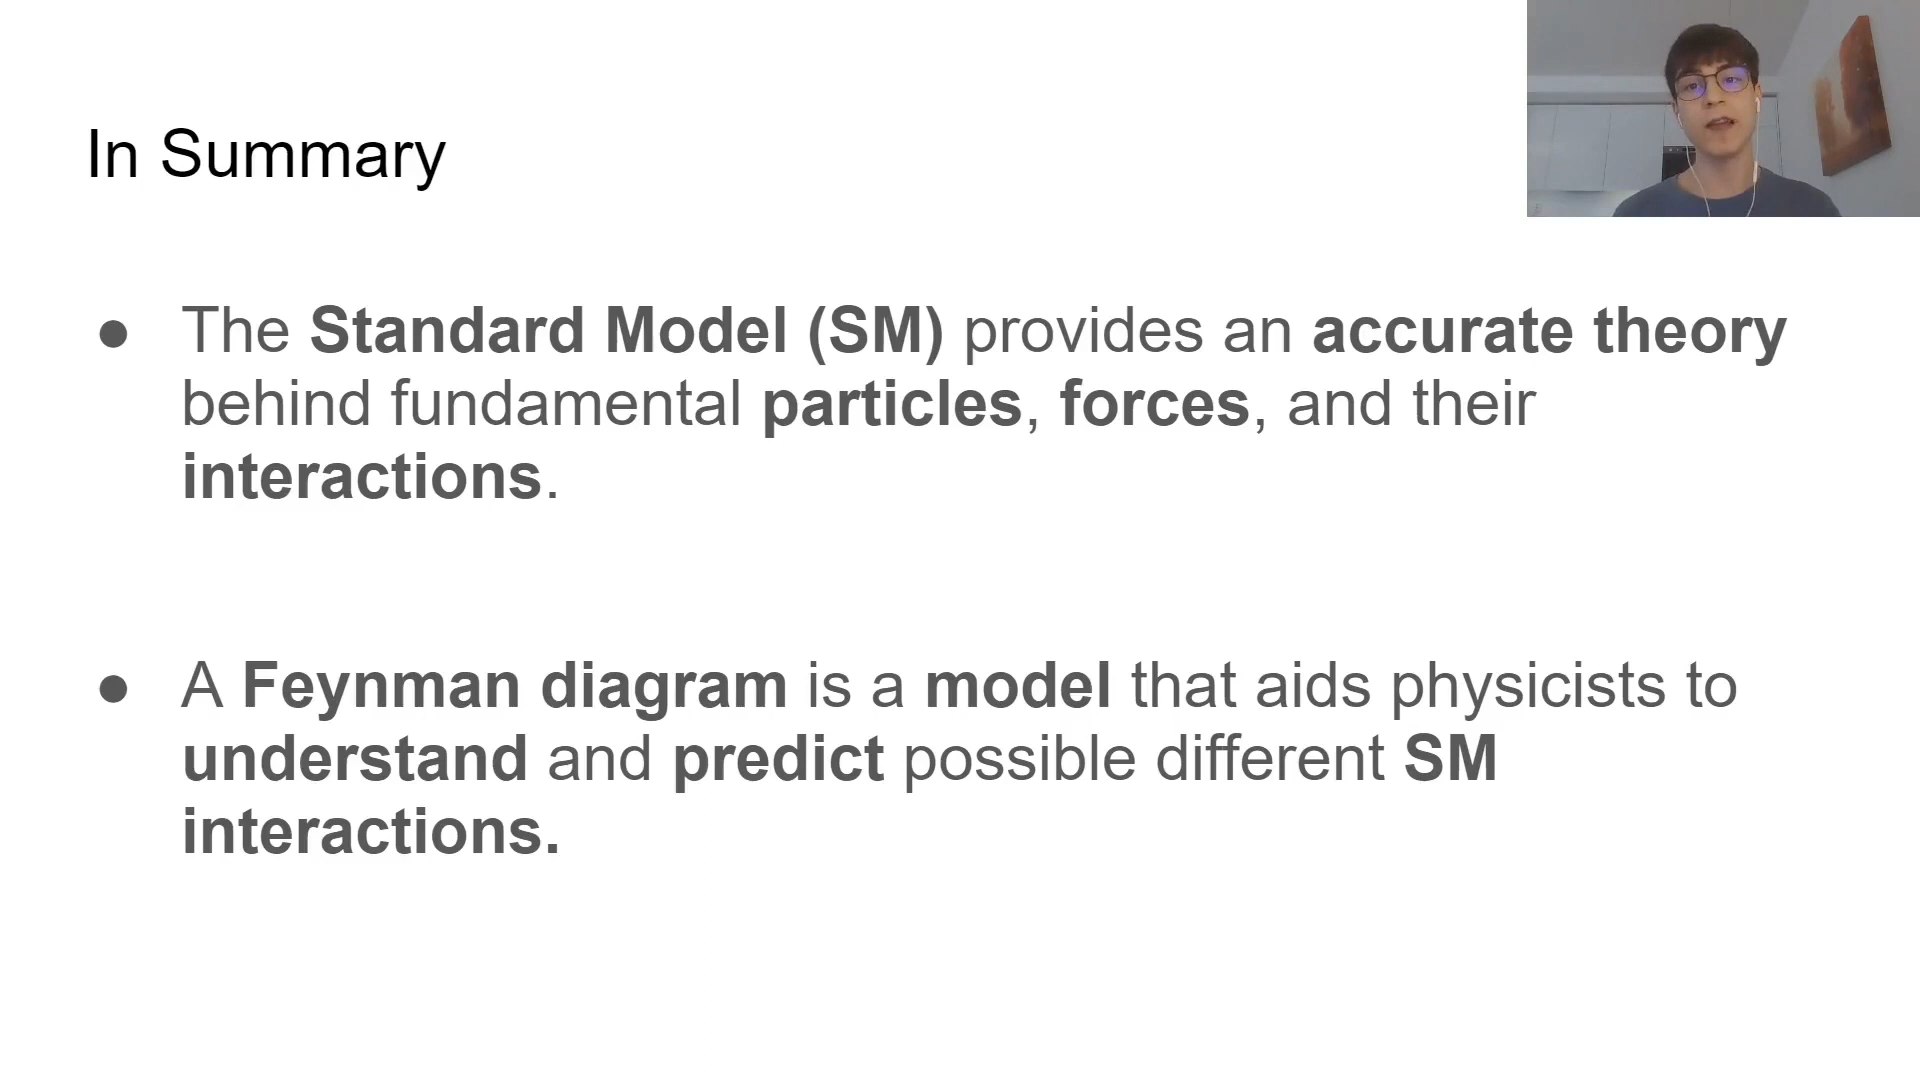 In Summary
● The Standard Model (SM) provides an accurate theory
behind fundamental particles, forces, and their
interactions.
● A Feynman diagram is a model that aids physicists to
understand and predict possible different SM
interactions.